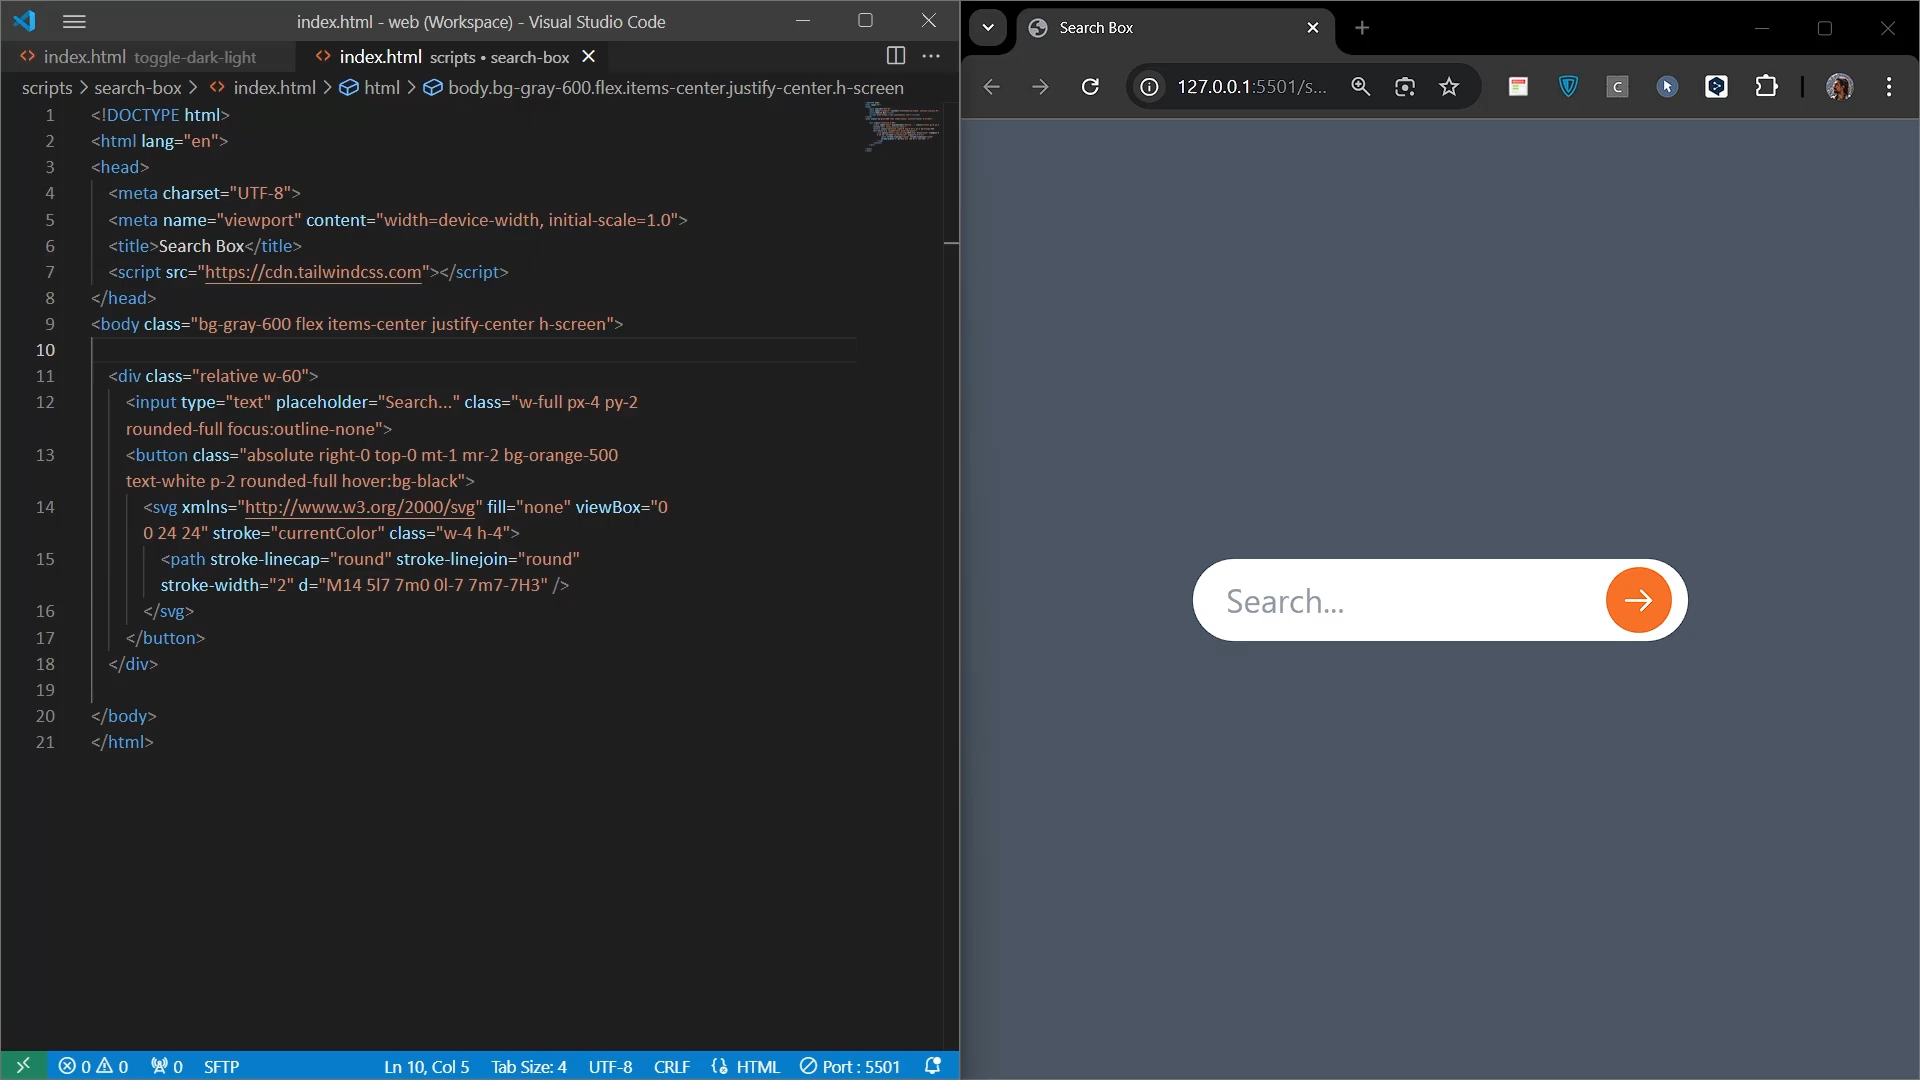 index.html - web (Workspace) - Visual Studio Code
index.html toggle-dark-light
index.html scripts • search-box
scripts > search-box > index.html > html > body.bg-gray-600.flex.items-center.justify-center.h-screen
1 <!DOCTYPE html>
2 <html lang="en">
3 <head>
4 <meta charset="UTF-8">
5 <meta name="viewport" content="width=device-width, initial-scale=1.0">
6 <title>Search Box</title>
7 <script src="https://cdn.tailwindcss.com"></script>
8 </head>
9 <body class="bg-gray-600 flex items-center justify-center h-screen">
10
11 <div class="relative w-60">
12 <input type="text" placeholder="Search..." class="w-full px-4 py-2
rounded-full focus:outline-none">
13 <button class="absolute right-0 top-0 mt-1 mr-2 bg-orange-500
text-white p-2 rounded-full hover:bg-black">
14 <svg xmlns="http://www.w3.org/2000/svg" fill="none" viewBox="0
0 24 24" stroke="currentColor" class="w-4 h-4">
15 <path stroke-linecap="round" stroke-linejoin="round"
stroke-width="2" d="M14 5l7 7m0 0l-7 7m7-7H3" />
16 </svg>
17 </button>
18 </div>
19
20 </body>
21 </html>
0 0 0 SFTP Ln 10, Col 5 Tab Size: 4 UTF-8 CRLF HTML Port : 5501
Search Box
127.0.0.1:5501/s...
C
Search...